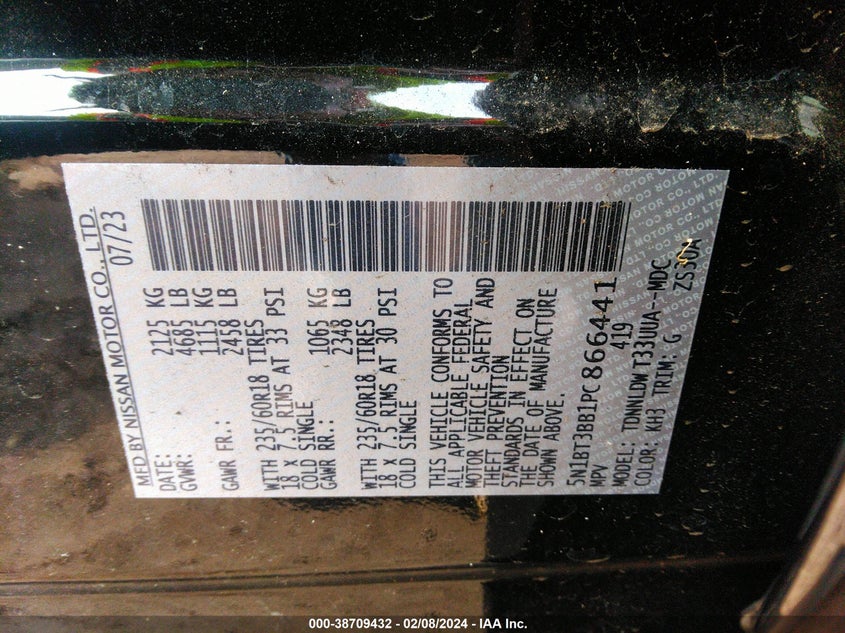 MFD BY NISSAN MOTOR CO., LTD.
DATE: 07/23
GVWR: 2125 KG
4685 LB
GAWR FR.: 1115 KG
2458 LB
WITH 235/60R18 TIRES
18 X 7.5 RIMS AT 33 PSI
COLD SINGLE
GAWR RR.: 1065 KG
2348 LB
WITH 235/60R18 TIRES
18 X 7.5 RIMS AT 30 PSI
COLD SINGLE
THIS VEHICLE CONFORMS TO
ALL APPLICABLE FEDERAL
MOTOR VEHICLE SAFETY AND
THEFT PREVENTION
STANDARDS IN EFFECT ON
THE DATE OF MANUFACTURE
SHOWN ABOVE.
5N1BT3BB1PC866441
MPV 419
MODEL: TDNNLDW T33UUA--MDC
COLOR: KH3 TRIM: G ZS30A
000-38709432 - 02/08/2024 - IAA Inc.